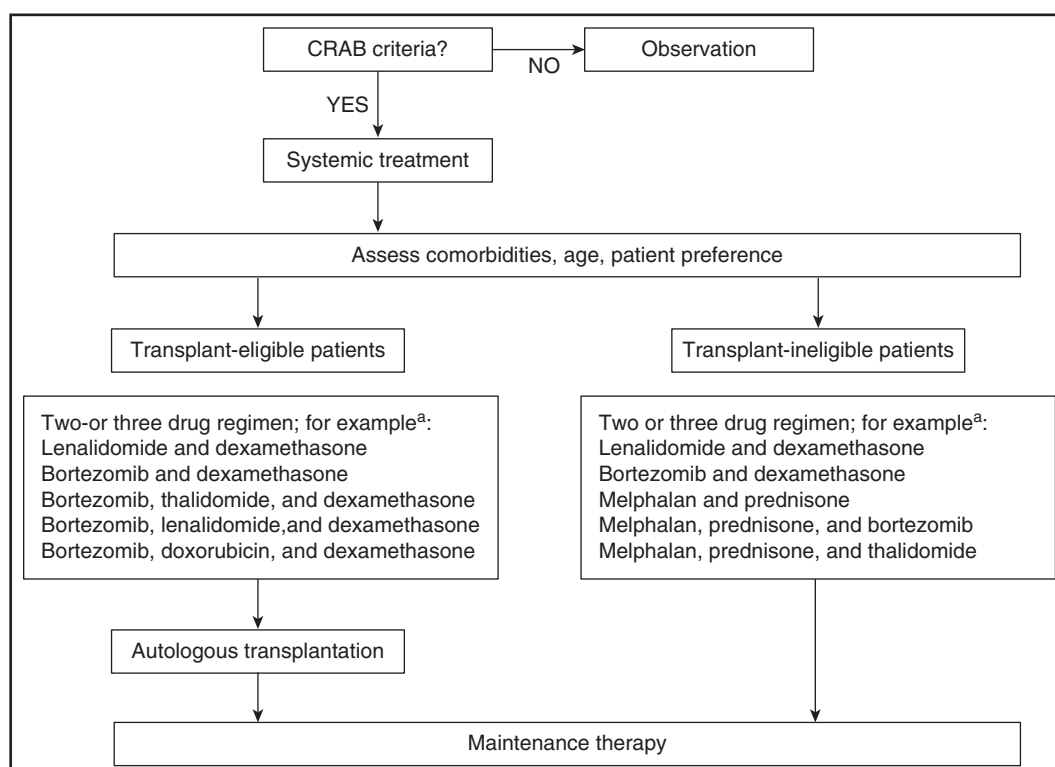 CRAB criteria?
Observation
NO
YES
Systemic treatment
Assess comorbidities, age, patient preference
Transplant-eligible patients
Transplant-ineligible patients
Two-or three drug regimen; for exampleᵃ:
Lenalidomide and dexamethasone
Bortezomib and dexamethasone
Bortezomib, thalidomide, and dexamethasone
Bortezomib, lenalidomide,and dexamethasone
Bortezomib, doxorubicin, and dexamethasone
Two or three drug regimen; for exampleᵃ:
Lenalidomide and dexamethasone
Bortezomib and dexamethasone
Melphalan and prednisone
Melphalan, prednisone, and bortezomib
Melphalan, prednisone, and thalidomide
Autologous transplantation
Maintenance therapy